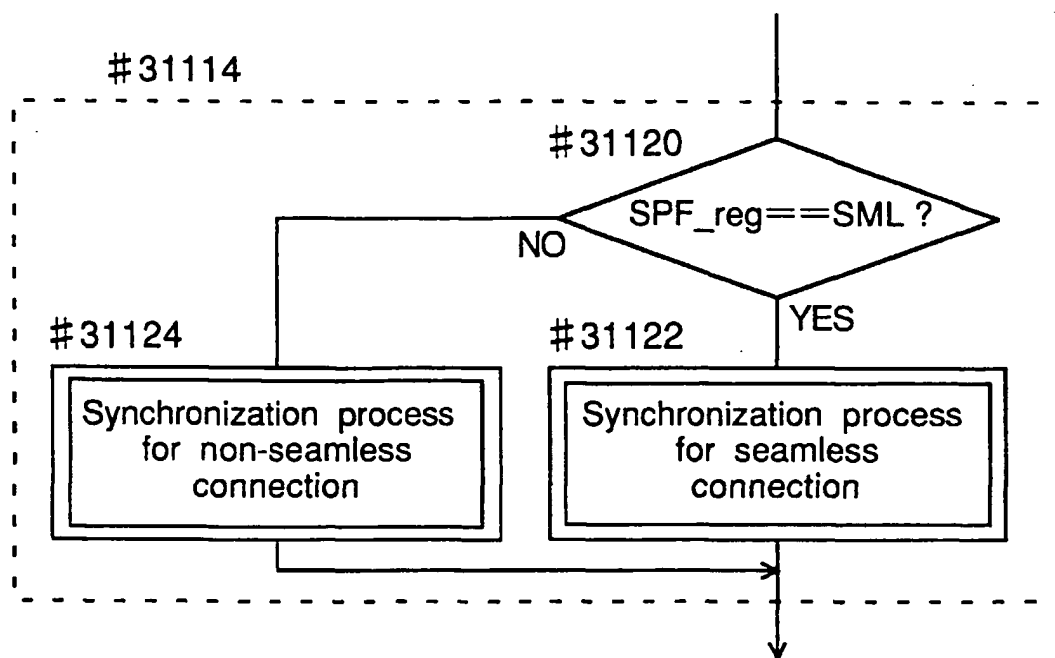 #31114
#31120
SPF_reg==SML ?
NO
YES
#31124
#31122
Synchronization process
for non-seamless
connection
Synchronization process
for seamless
connection